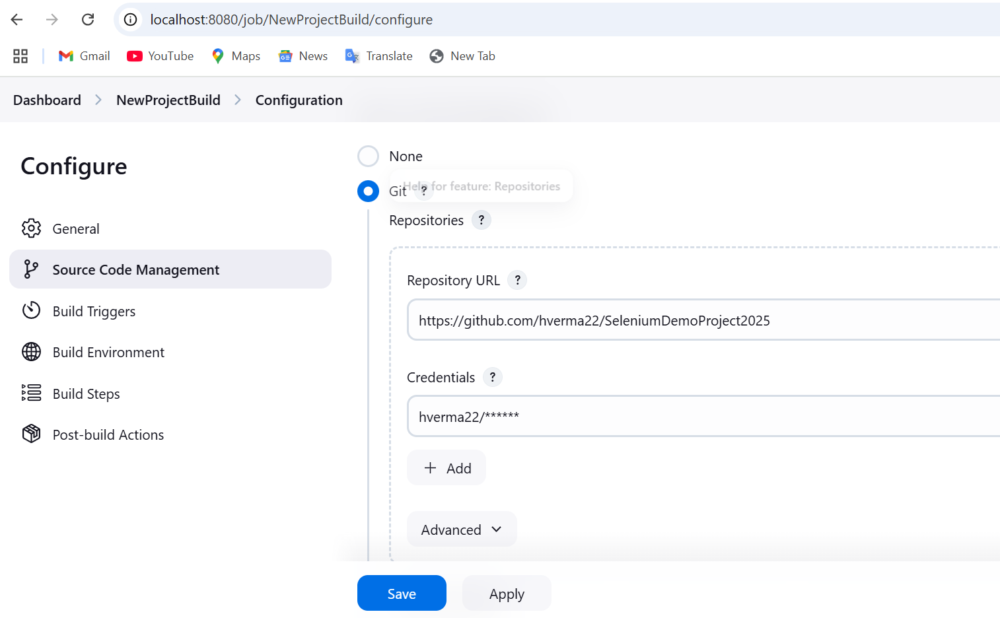 localhost:8080/job/NewProjectBuild/configure
Gmail YouTube Maps News Translate New Tab
Dashboard > NewProjectBuild > Configuration
Configure
General
Source Code Management
Build Triggers
Build Environment
Build Steps
Post-build Actions
None
Help for feature: Repositories
Git ?
Repositories ?
Repository URL ?
https://github.com/hverma22/SeleniumDemoProject2025
Credentials ?
hverma22/******
+ Add
Advanced
Save Apply